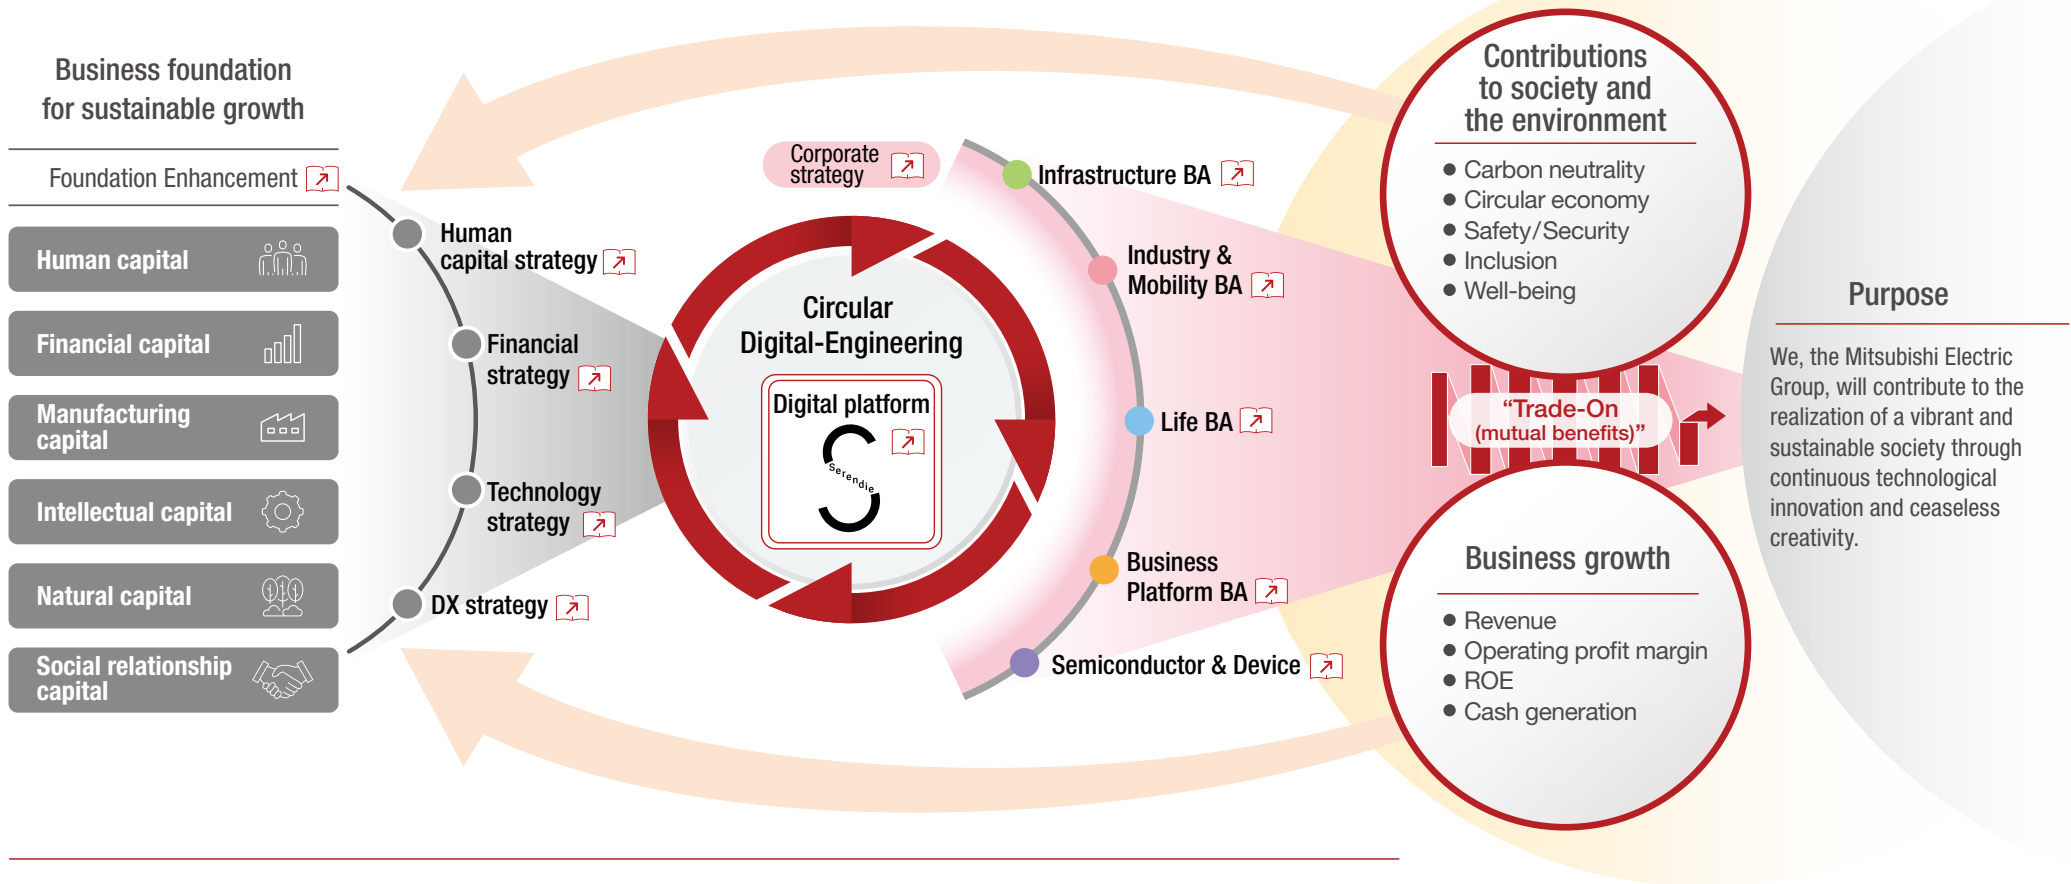 Business foundation
for sustainable growth
Foundation Enhancement
Human capital
Financial capital
Manufacturing
capital
Intellectual capital
Natural capital
Social relationship
capital
Human
capital strategy
Financial
strategy
Technology
strategy
DX strategy
Corporate
strategy
Circular
Digital-Engineering
Digital platform
Serendie
Infrastructure BA
Industry &
Mobility BA
Life BA
Business
Platform BA
Semiconductor & Device
Contributions
to society and
the environment
● Carbon neutrality
● Circular economy
● Safety/Security
● Inclusion
● Well-being
“Trade-On
(mutual benefits)”
Business growth
● Revenue
● Operating profit margin
● ROE
● Cash generation
Purpose
We, the Mitsubishi Electric
Group, will contribute to the
realization of a vibrant and
sustainable society through
continuous technological
innovation and ceaseless
creativity.